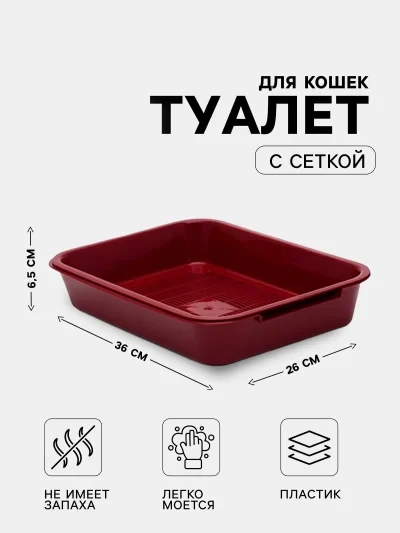 ДЛЯ КОШЕК
ТУАЛЕТ
С СЕТКОЙ
6,5 СМ
36 СМ
26 СМ
НЕ ИМЕЕТ
ЗАПАХА
ЛЕГКО
МОЕТСЯ
ПЛАСТИК